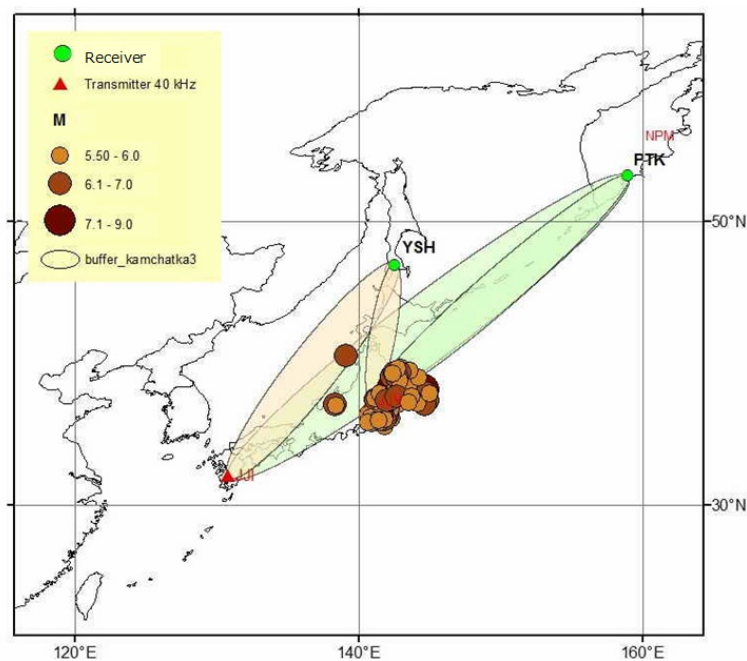 Receiver
Transmitter 40 kHz
M
5.50 - 6.0
6.1 - 7.0
7.1 - 9.0
buffer_kamchatka3
NPM
PTK
50°N
YSH
JJI
30°N
120°E
140°E
160°E